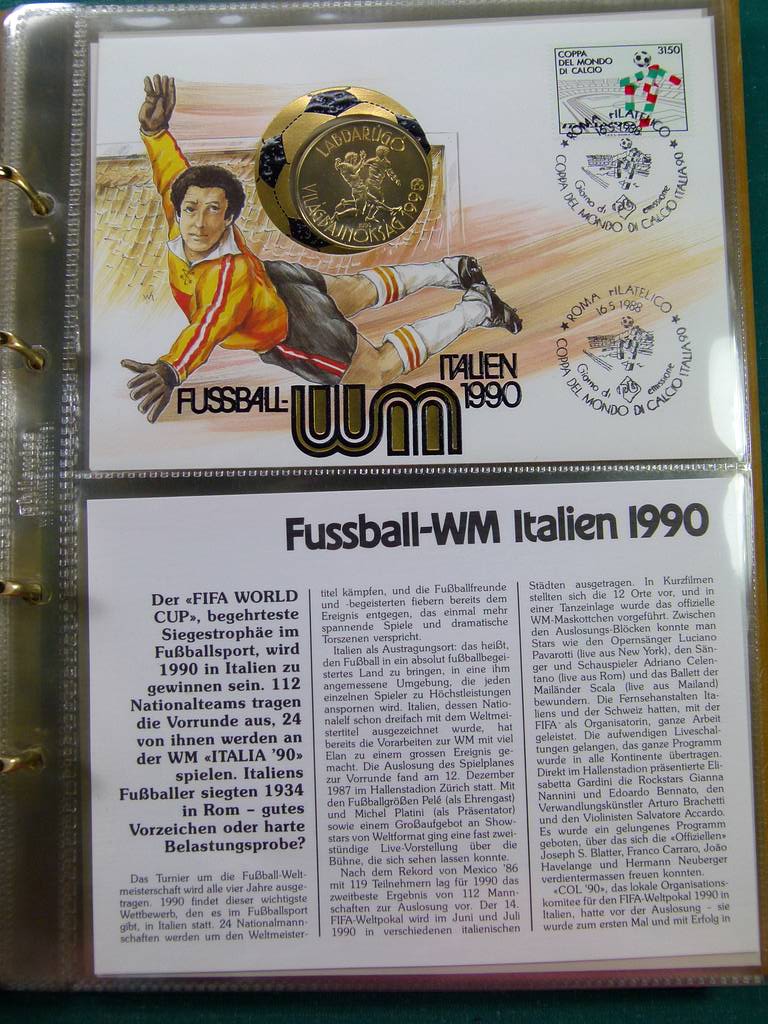 COPPA
DEL MONDO
DI CALCIO
3150
LABDARUGÓ
VILÁGBAJNOKSÁG 1988
ROMA FILATELICO
16.5.1988
Giorno di emissione
COPPA DEL MONDO DI CALCIO ITALIA 90
ROMA FILATELICO
16.5.1988
Giorno di emissione
COPPA DEL MONDO DI CALCIO ITALIA 90
FUSSBALL-WM ITALIEN
1990
Fussball-WM Italien 1990
Der «FIFA WORLD
CUP», begehrteste
Siegestrophäe im
Fußballsport, wird
1990 in Italien zu
gewinnen sein. 112
Nationalteams tragen
die Vorrunde aus, 24
von ihnen werden an
der WM «ITALIA '90»
spielen. Italiens
Fußballer siegten 1934
in Rom – gutes
Vorzeichen oder harte
Belastungsprobe?
Das Turnier um die Fußball-Welt-
meisterschaft wird alle vier Jahre ausge-
tragen. 1990 findet dieser wichtigste
Wettbewerb, den es im Fußballsport
gibt, in Italien statt. 24 Nationalmann-
schaften werden um den Weltmeister-
titel kämpfen, und die Fußballfreunde
und -begeisterten fiebern bereits dem
Ereignis entgegen, das einmal mehr
spannende Spiele und dramatische
Torszenen verspricht.
Italien als Austragungsort: das heißt,
den Fußball in ein absolut fußballbegei-
stertes Land zu bringen, in eine ihm
angemessene Umgebung, die jeden
einzelnen Spieler zu Höchstleistungen
anspornen wird. Italien, dessen Natio-
nalelf schon dreifach mit dem Weltmei-
stertitel ausgezeichnet wurde, hat
bereits die Vorarbeiten zur WM mit viel
Elan zu einem grossen Ereignis ge-
macht. Die Auslosung des Spielplanes
zur Vorrunde fand am 12. Dezember
1987 im Hallenstadion Zürich statt. Mit
den Fußballgrößen Pelé (als Ehrengast)
und Michel Platini (als Präsentator)
sowie einem Großaufgebot an Show-
stars von Weltformat ging eine fast zwei-
stündige Live-Vorstellung über die
Bühne, die sich sehen lassen konnte.
Nach dem Rekord von Mexico '86
mit 119 Teilnehmern lag für 1990 das
zweitbeste Ergebnis von 112 Mann-
schaften zur Auslosung vor. Der 14.
FIFA-Weltpokal wird im Juni und Juli
1990 in verschiedenen italienischen
Städten ausgetragen. In Kurzfilmen
stellten sich die 12 Orte vor, und in
einer Tanzeinlage wurde das offizielle
WM-Maskottchen vorgeführt. Zwischen
den Auslosungs-Blöcken konnte man
Stars wie den Opernsänger Luciano
Pavarotti (live aus New York), den Sän-
ger und Schauspieler Adriano Celen-
tano (live aus Rom) und das Ballett der
Mailänder Scala (live aus Mailand)
bewundern. Die Fernsehanstalten Ita-
liens und der Schweiz hatten, mit der
FIFA als Organisatorin, ganze Arbeit
geleistet. Die aufwendigen Liveschal-
tungen gelangen, das ganze Programm
wurde in alle Kontinente übertragen.
Direkt im Hallenstadion präsentierte Eli-
sabetta Gardini die Rockstars Gianna
Nannini und Edoardo Bennato, den
Verwandlungskünstler Arturo Brachetti
und den Violinisten Salvatore Accardo.
Es wurde ein gelungenes Programm
geboten, über das sich die «Offiziellen»
Joseph S. Blatter, Franco Carraro, João
Havelange und Hermann Neuberger
verdientermassen freuen konnten.
«COL '90», das lokale Organisations-
komitee für den FIFA-Weltpokal 1990 in
Italien, hatte vor der Auslosung – sie
wurde zum ersten Mal und mit Erfolg in